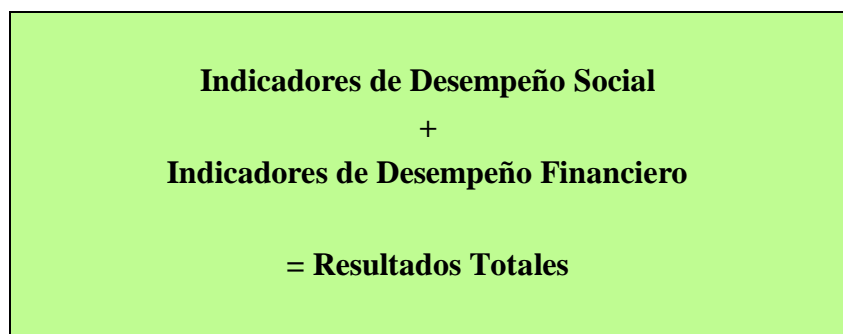 Indicadores de Desempeño Social
+
Indicadores de Desempeño Financiero
= Resultados Totales